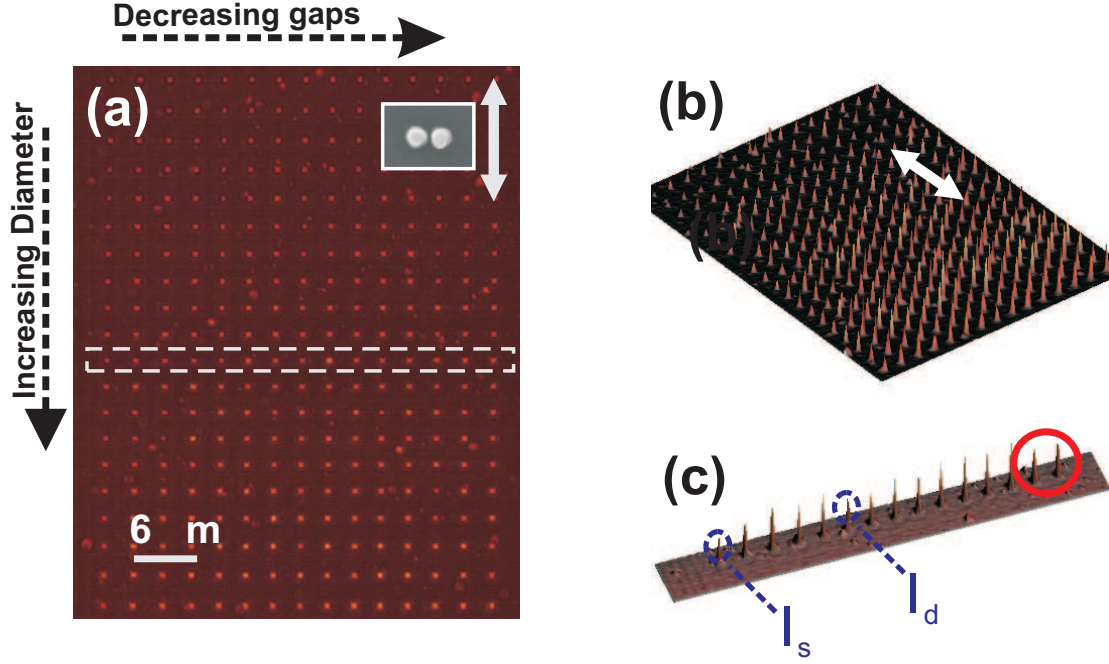 Decreasing gaps
Increasing Diameter
(a)
6 m
(b)
(b)
(c)
I
s
I
d